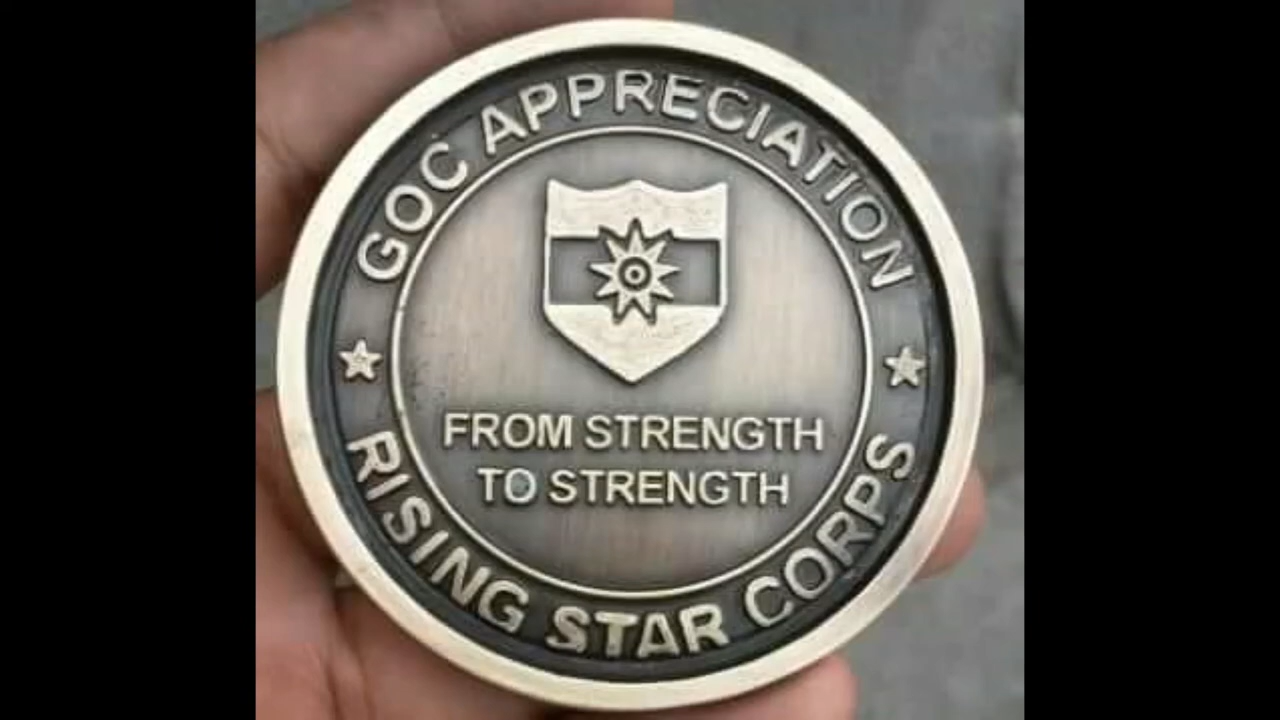 GOC APPRECIATION
FROM STRENGTH
TO STRENGTH
RISING STAR CORPS